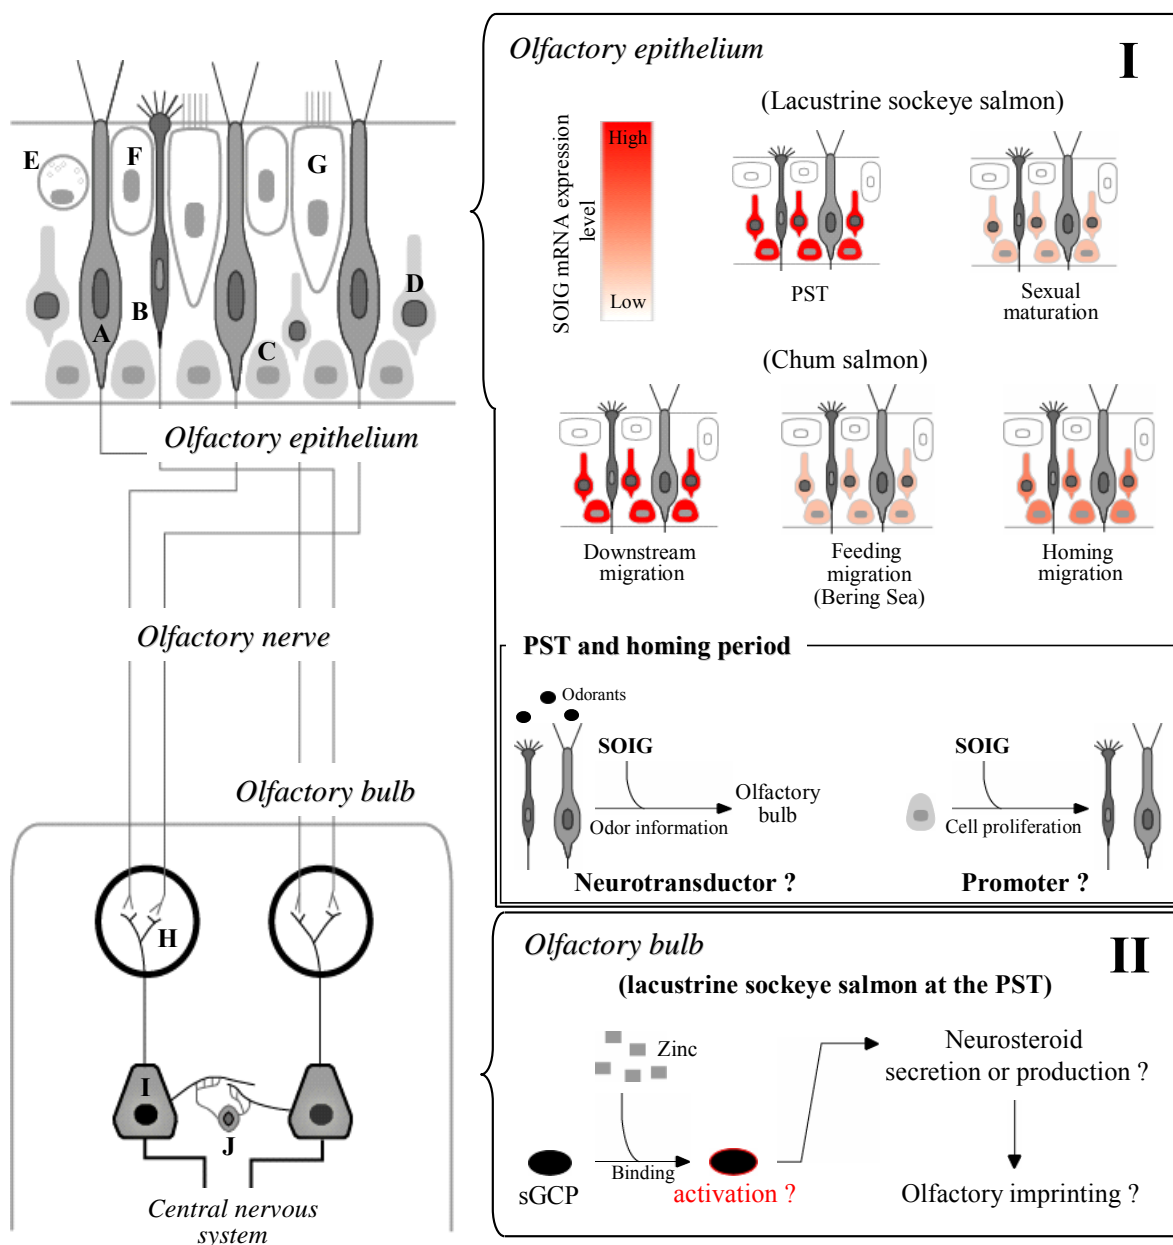 E
F
G
D
B
A
C
Olfactory epithelium
Olfactory nerve
Olfactory bulb
H
I
J
Central nervous
system
Olfactory epithelium
I
(Lacustrine sockeye salmon)
SOIG mRNA expression
level
High
Low
PST
Sexual
maturation
(Chum salmon)
Downstream
migration
Feeding
migration
(Bering Sea)
Homing
migration
PST and homing period
Odorants
SOIG
Odor information
Olfactory
bulb
Neurotransductor ?
SOIG
Cell proliferation
Promoter ?
Olfactory bulb
II
(lacustrine sockeye salmon at the PST)
Zinc
sGCP
Binding
activation ?
Neurosteroid
secretion or production ?
Olfactory imprinting ?